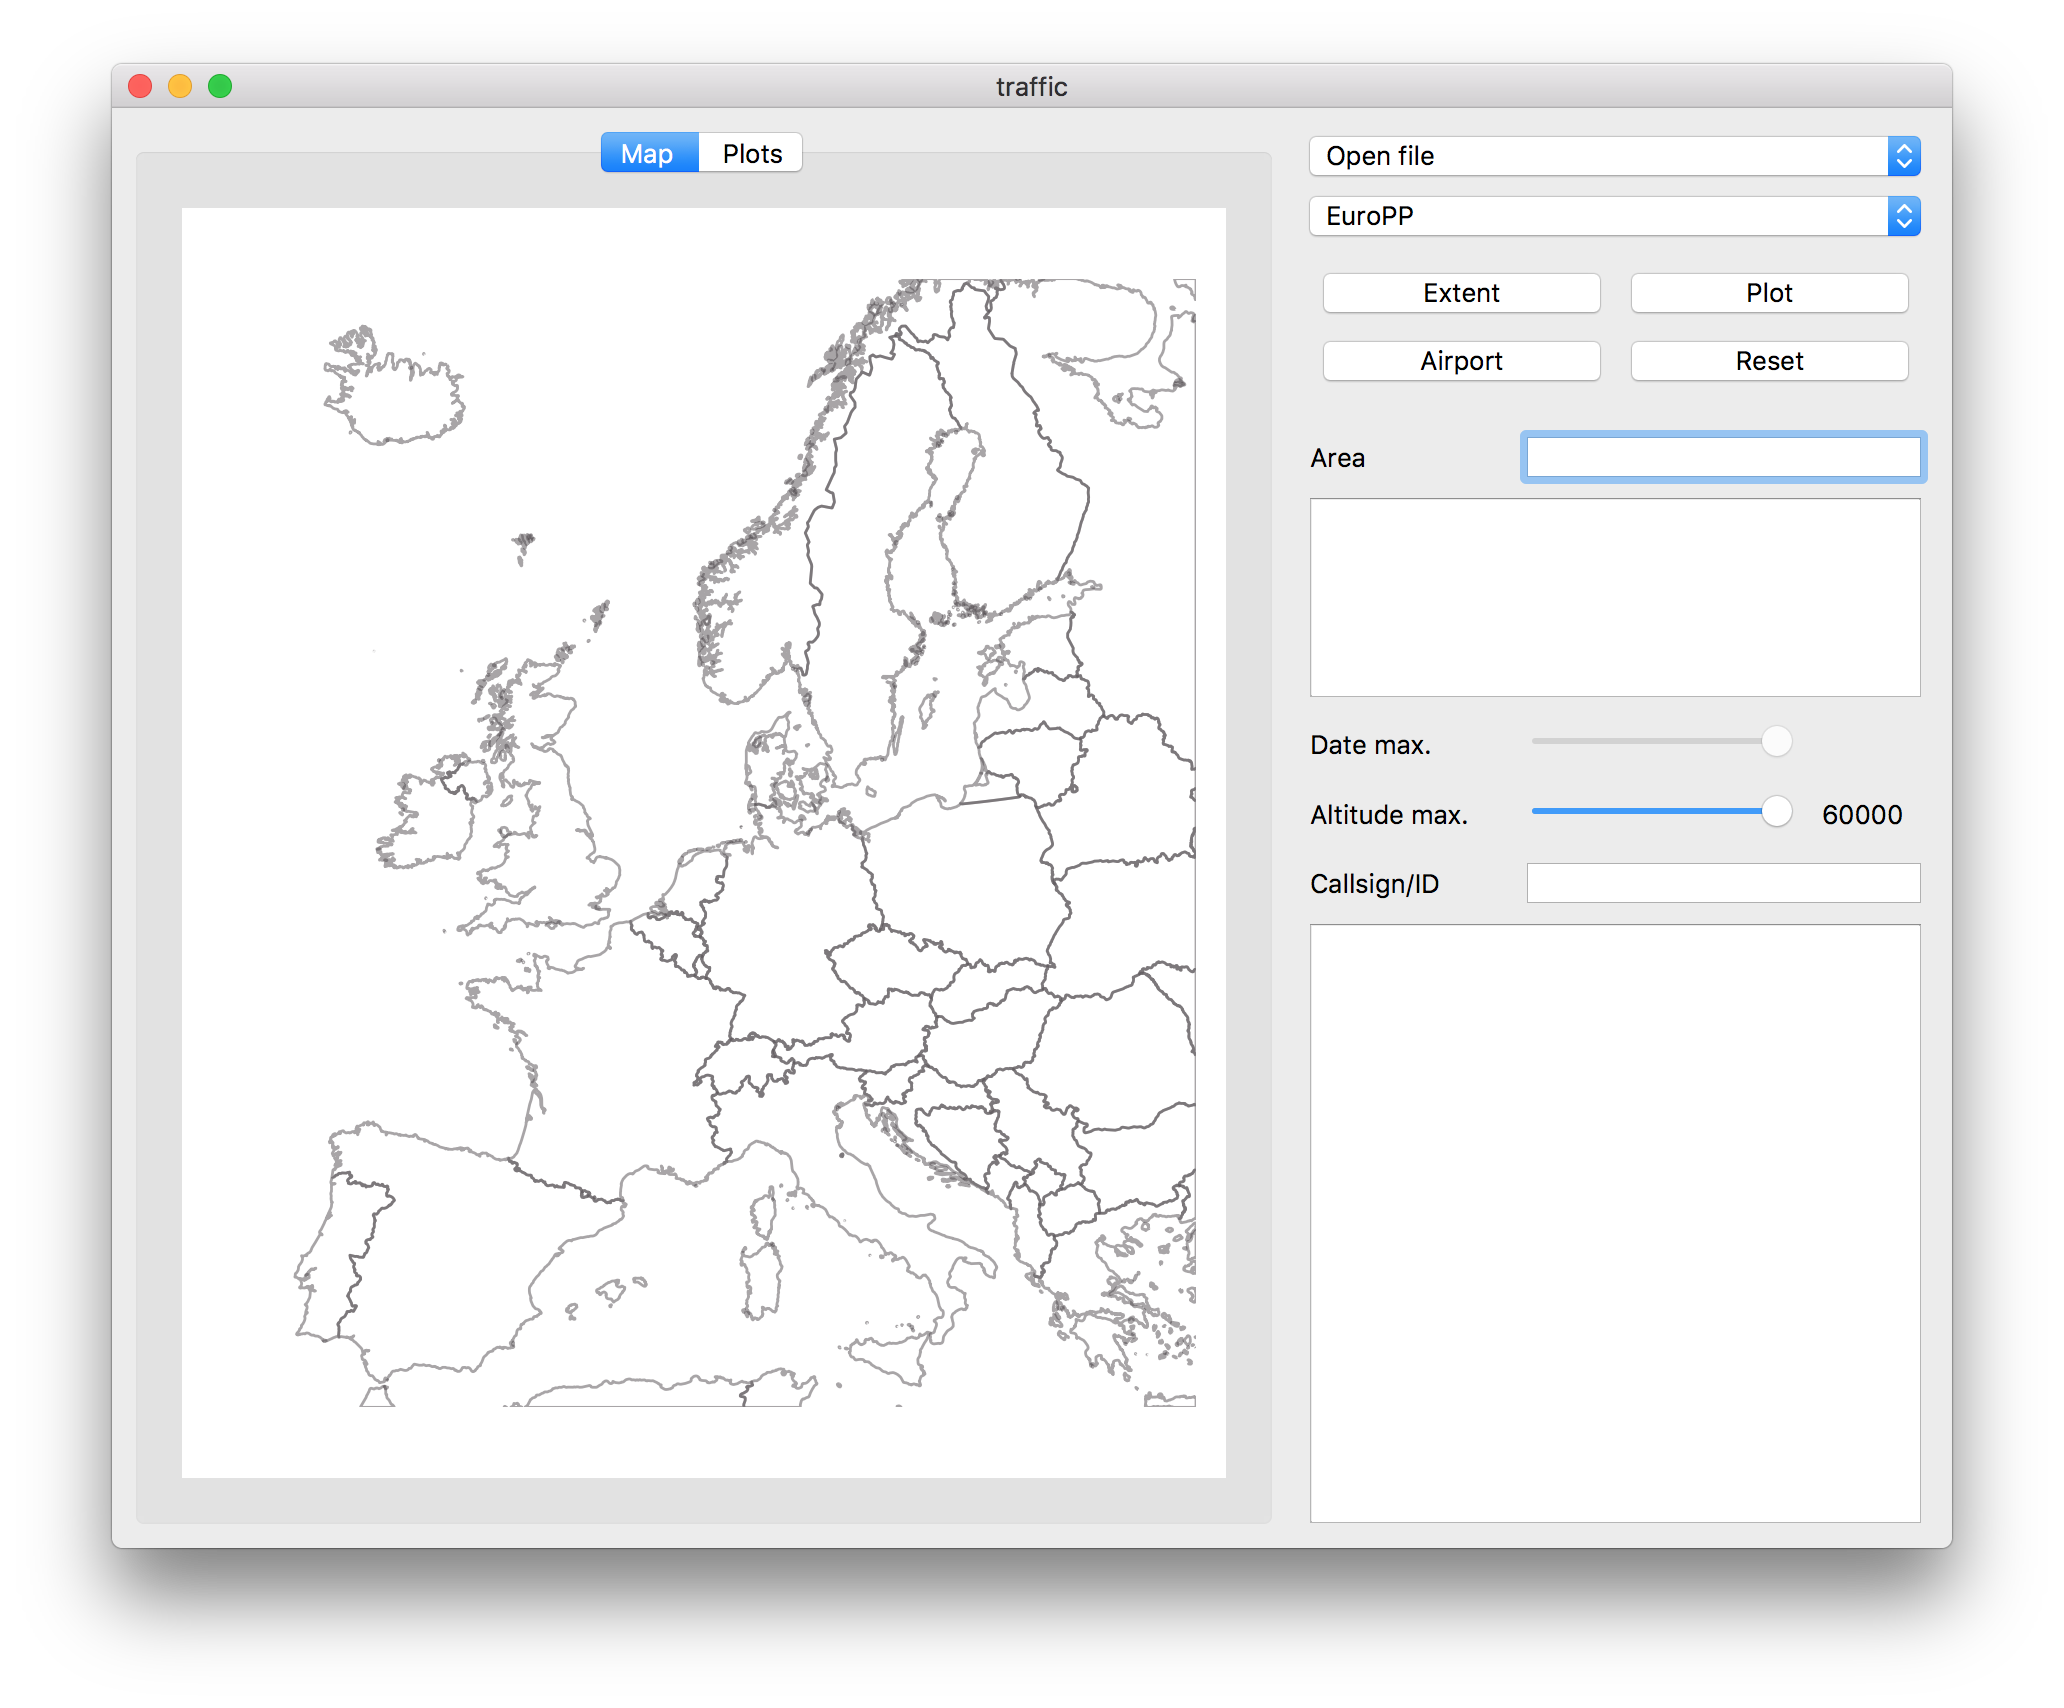 traffic
Map Plots
Open file
EuroPP
Extent Plot
Airport Reset
Area
Date max.
Altitude max. 60000
Callsign/ID